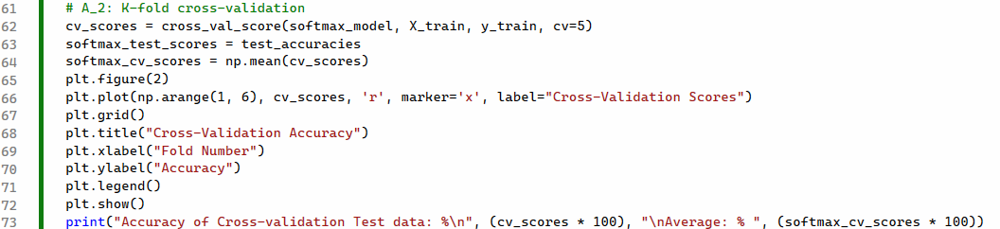 61 # A_2: K-fold cross-validation
62 cv_scores = cross_val_score(softmax_model, X_train, y_train, cv=5)
63 softmax_test_scores = test_accuracies
64 softmax_cv_scores = np.mean(cv_scores)
65 plt.figure(2)
66 plt.plot(np.arange(1, 6), cv_scores, 'r', marker='x', label="Cross-Validation Scores")
67 plt.grid()
68 plt.title("Cross-Validation Accuracy")
69 plt.xlabel("Fold Number")
70 plt.ylabel("Accuracy")
71 plt.legend()
72 plt.show()
73 print("Accuracy of Cross-validation Test data: %\n", (cv_scores * 100), "\nAverage: % ", (softmax_cv_scores * 100))